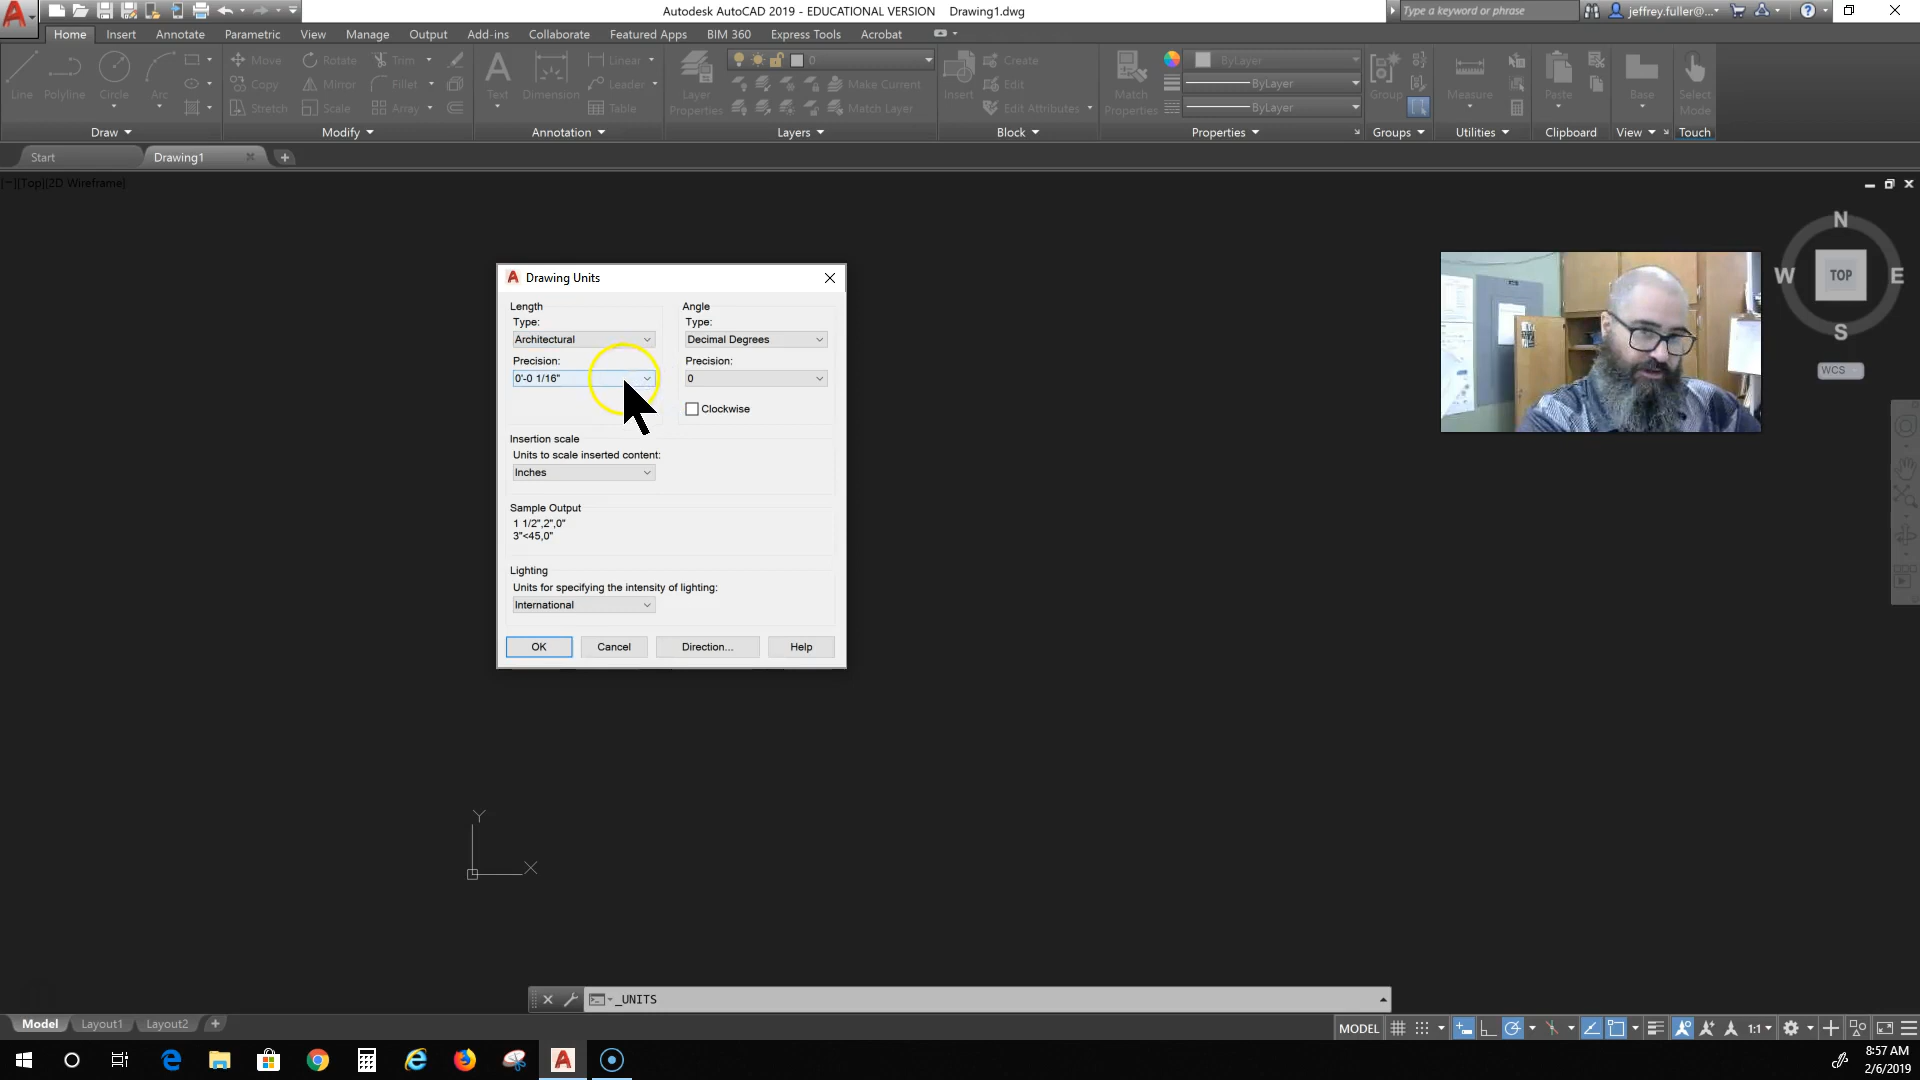 Autodesk AutoCAD 2019 - EDUCATIONAL VERSION Drawing1.dwg
Type a keyword or phrase
jeffrey.fuller@...
Home Insert Annotate Parametric View Manage Output Add-ins Collaborate Featured Apps BIM 360 Express Tools Acrobat
Line Polyline Circle Arc
Move Rotate Trim
Copy Mirror Fillet
Stretch Scale Array
Text Dimension
Linear
Leader
Table
Layer Properties
0
Make Current
Match Layer
Insert
Create
Edit
Edit Attributes
Match Properties
ByLayer
ByLayer
ByLayer
Group
Measure
Paste
Base
Select Mode
Draw Modify Annotation Layers Block Properties Groups Utilities Clipboard View Touch
Start Drawing1
[−][Top][2D Wireframe]
N
W TOP E
S
WCS
Drawing Units
Length
Type:
Architectural
Precision:
0'-0 1/16"
Angle
Type:
Decimal Degrees
Precision:
0
Clockwise
Insertion scale
Units to scale inserted content:
Inches
Sample Output
1 1/2",2",0"
3"<45,0"
Lighting
Units for specifying the intensity of lighting:
International
OK Cancel Direction... Help
Y
X
_UNITS
Model Layout1 Layout2
MODEL 1:1
8:57 AM
2/6/2019